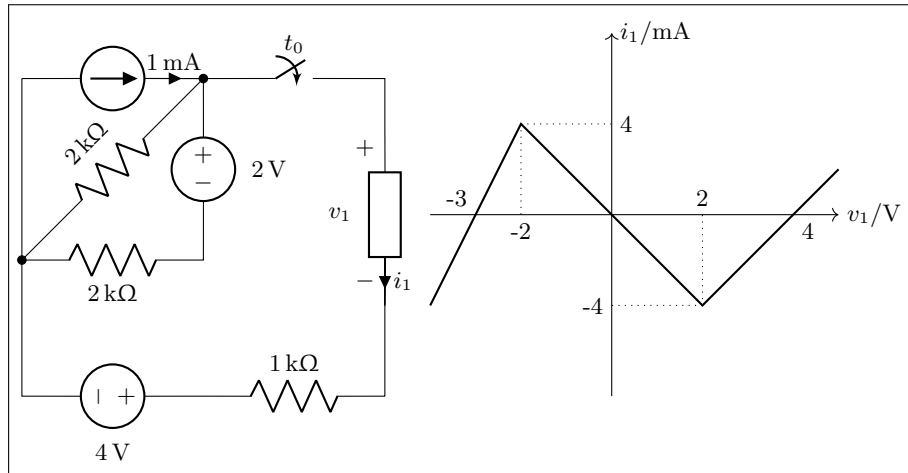 1 mA
t₀
i₁/mA
2 kΩ
+
−
2 V
+
v₁
−
i₁
2 kΩ
− +
4 V
1 kΩ
4
-3
2
-2
4
v₁/V
-4